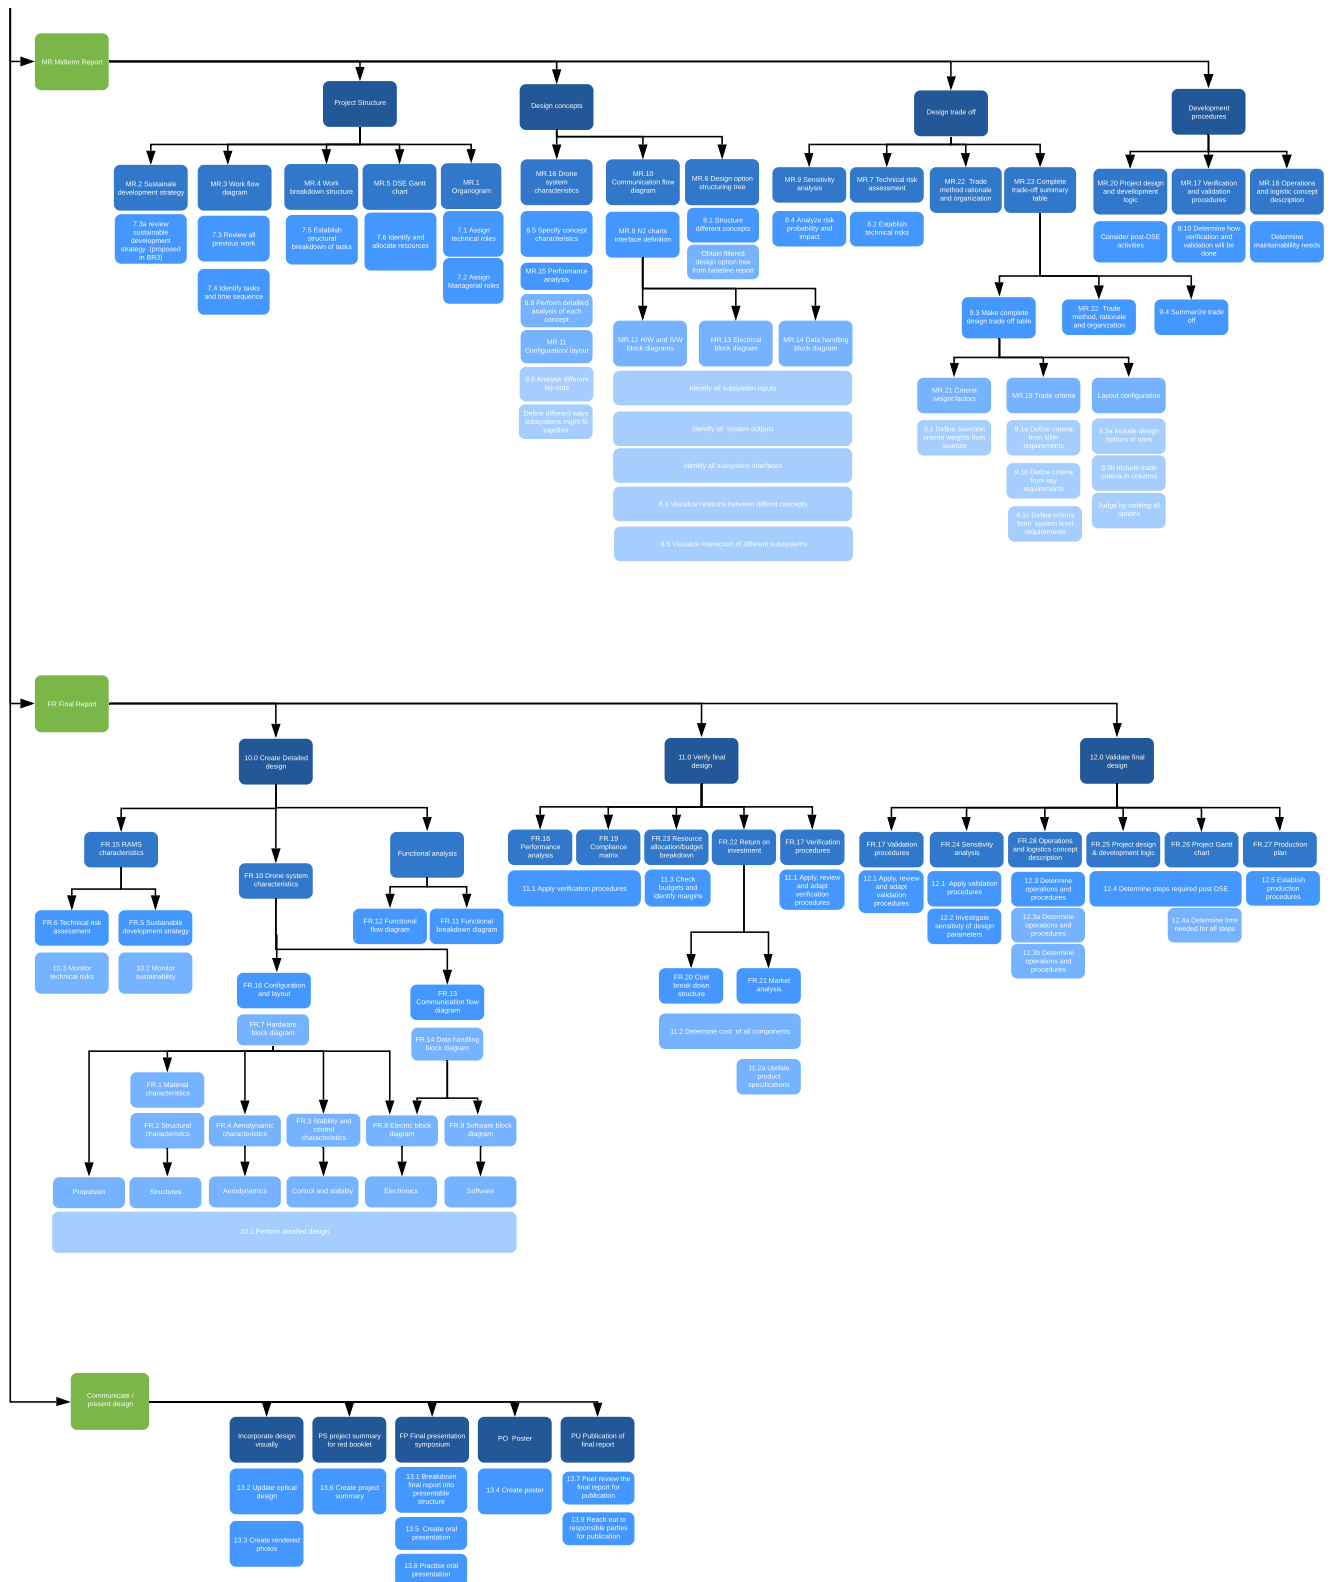 MR Midterm Report
Project Structure
Design concepts
Design trade off
Development
procedures
MR.2 Sustainale
development strategy
MR.3 Work flow
diagram
MR.4 Work
breakdown structure
MR.5 DSE Gantt
chart
MR.1
Organogram
7.3a review
sustainable
development
strategy  (proposed
in BR3)
7.3 Review all
previous work
7.4 Identify tasks
and time sequence
7.5 Establish
structural
breakdown of tasks
7.6 Identify and
allocate resources
7.1 Assign
technical roles
7.2 Assign
Managerial roles
MR.16 Drone
system
characteristics
8.5 Specify concept
characteristics
MR.15 Performance
analysis
6.8 Perform detailled
analysis of each
concept
MR.11
Configuration/ layout
8.6 Analyse different
lay-outs
Define different ways
subsystems might fit
together
MR.10
Communication flow
diagram
MR.8 N2 charts
interface definition
MR.6 Design option
structuring tree
8.1 Structure
different concepts
Obtain filtered
design option tree
from baseline report
MR.12 H/W and S/W
block diagrams
MR.13 Electrical
block diagram
MR.14 Data handling
block diagram
Identify all subsystem inputs
Identify all  system outputs
Identify all subsystem interfaces
8.3 Visualize relations between differnt concepts
8.5 Visualize interaction of different subsystems
MR.9 Sensitivity
analysis
8.4 Analyze risk
probability and
impact
MR.7 Technical risk
assessment
8.2 Establish
technical risks
MR.22  Trade
method rationale
and organization
MR.23 Complete
trade-off summary
table
9.3 Make complete
design trade off table
MR.22  Trade
method, rationale
and organization
9.4 Summarize trade
off
MR.21 Criteria
weight factors
9.1 Define selection
criteria weights from
sources
MR.19 Trade criteria
9.1a Define criteria
from killer
requirements
9.1b Define criteria
from key
requirements
9.1c Define criteria
from  system level
requirements
Layout configuration
9.3a Include design
options in rows
9.3b Include trade
criteria in columns
Judge by ranking all
options
MR.20 Project design
and devellopment
logic
Consider post-DSE
activities
MR.17 Verification
and validation
procedures
8.10 Determine how
verification and
validation will be
done
MR.18 Operations
and logistic concept
description
Determine
maintainablility needs
FR Final Report
10.0 Create Detailed
design
11.0 Verify final
design
12.0 Validate final
design
FR.15 RAMS
characteristics
FR.10 Drone system
characteristics
Functional analysis
FR.6 Technical risk
assessment
FR.5 Sustainable
development strategy
10.3 Monitor
technical risks
10.2 Monitor
sustainability
FR.12 Functional
flow diagram
FR.11 Functional
breakdown diagram
FR.16 Configuration
and layout
FR.7 Hardware
block diagram
FR.13
Communication flow
diagram
FR.14 Data handling
block diagram
FR.1 Material
characteristics
FR.2 Structural
characteristics
FR.4 Aerodynamic
characteristics
FR.3 Stability and
control
characteristics
FR.8 Electric block
diagram
FR.9 Software block
diagram
Propulsion
Structures
Aerodynamics
Control and stability
Electronics
Software
10.1 Perform detailed design
FR.18
Performance
analysis
FR.19
Compliance
matrix
FR.23 Resource
allocation/budget
breakdown
FR.22 Return on
investment
FR.17 Verification
procedures
11.1 Apply verification procedures
11.3 Check
budgets and
identify margins
11.1 Apply, review
and adapt
verification
procedures
FR.20 Cost
break-down
structure
FR.21 Market
analysis
11.2 Determine cost  of all components
11.2a Update
product
specifications
FR.17 Validation
procedures
12.1 Apply, review
and adapt
validation
procedures
FR.24 Sensitivity
analysis
12.1  Apply validation
procedures
12.2 Investigate
sensitivty of design
parameters
FR.28 Operations
and logistics concept
description
12.3 Determine
operations and
procedures
12.3a Determine
operations and
procedures
12.3b Determine
operations and
procedures
FR.25 Project design
& development logic
FR.26 Project Gantt
chart
12.4 Determine steps required post DSE
12.4a Determine time
needed for all steps
FR.27 Production
plan
12.5 Establish
production
procedures
Communicate /
present design
Incorporate design
visually
13.2 Update optical
design
13.3 Create rendered
photos
PS project summary
for red booklet
13.6 Create project
summary
FP Final presentation
symposium
13.1 Breakdown
final report into
presentable
structure
13.5  Create oral
presentation
13.8 Practise oral
presentation
PO  Poster
13.4 Create poster
PU Publication of
final report
13.7 Peer review the
final report for
publication
13.9 Reach out to
responsible parties
for publication